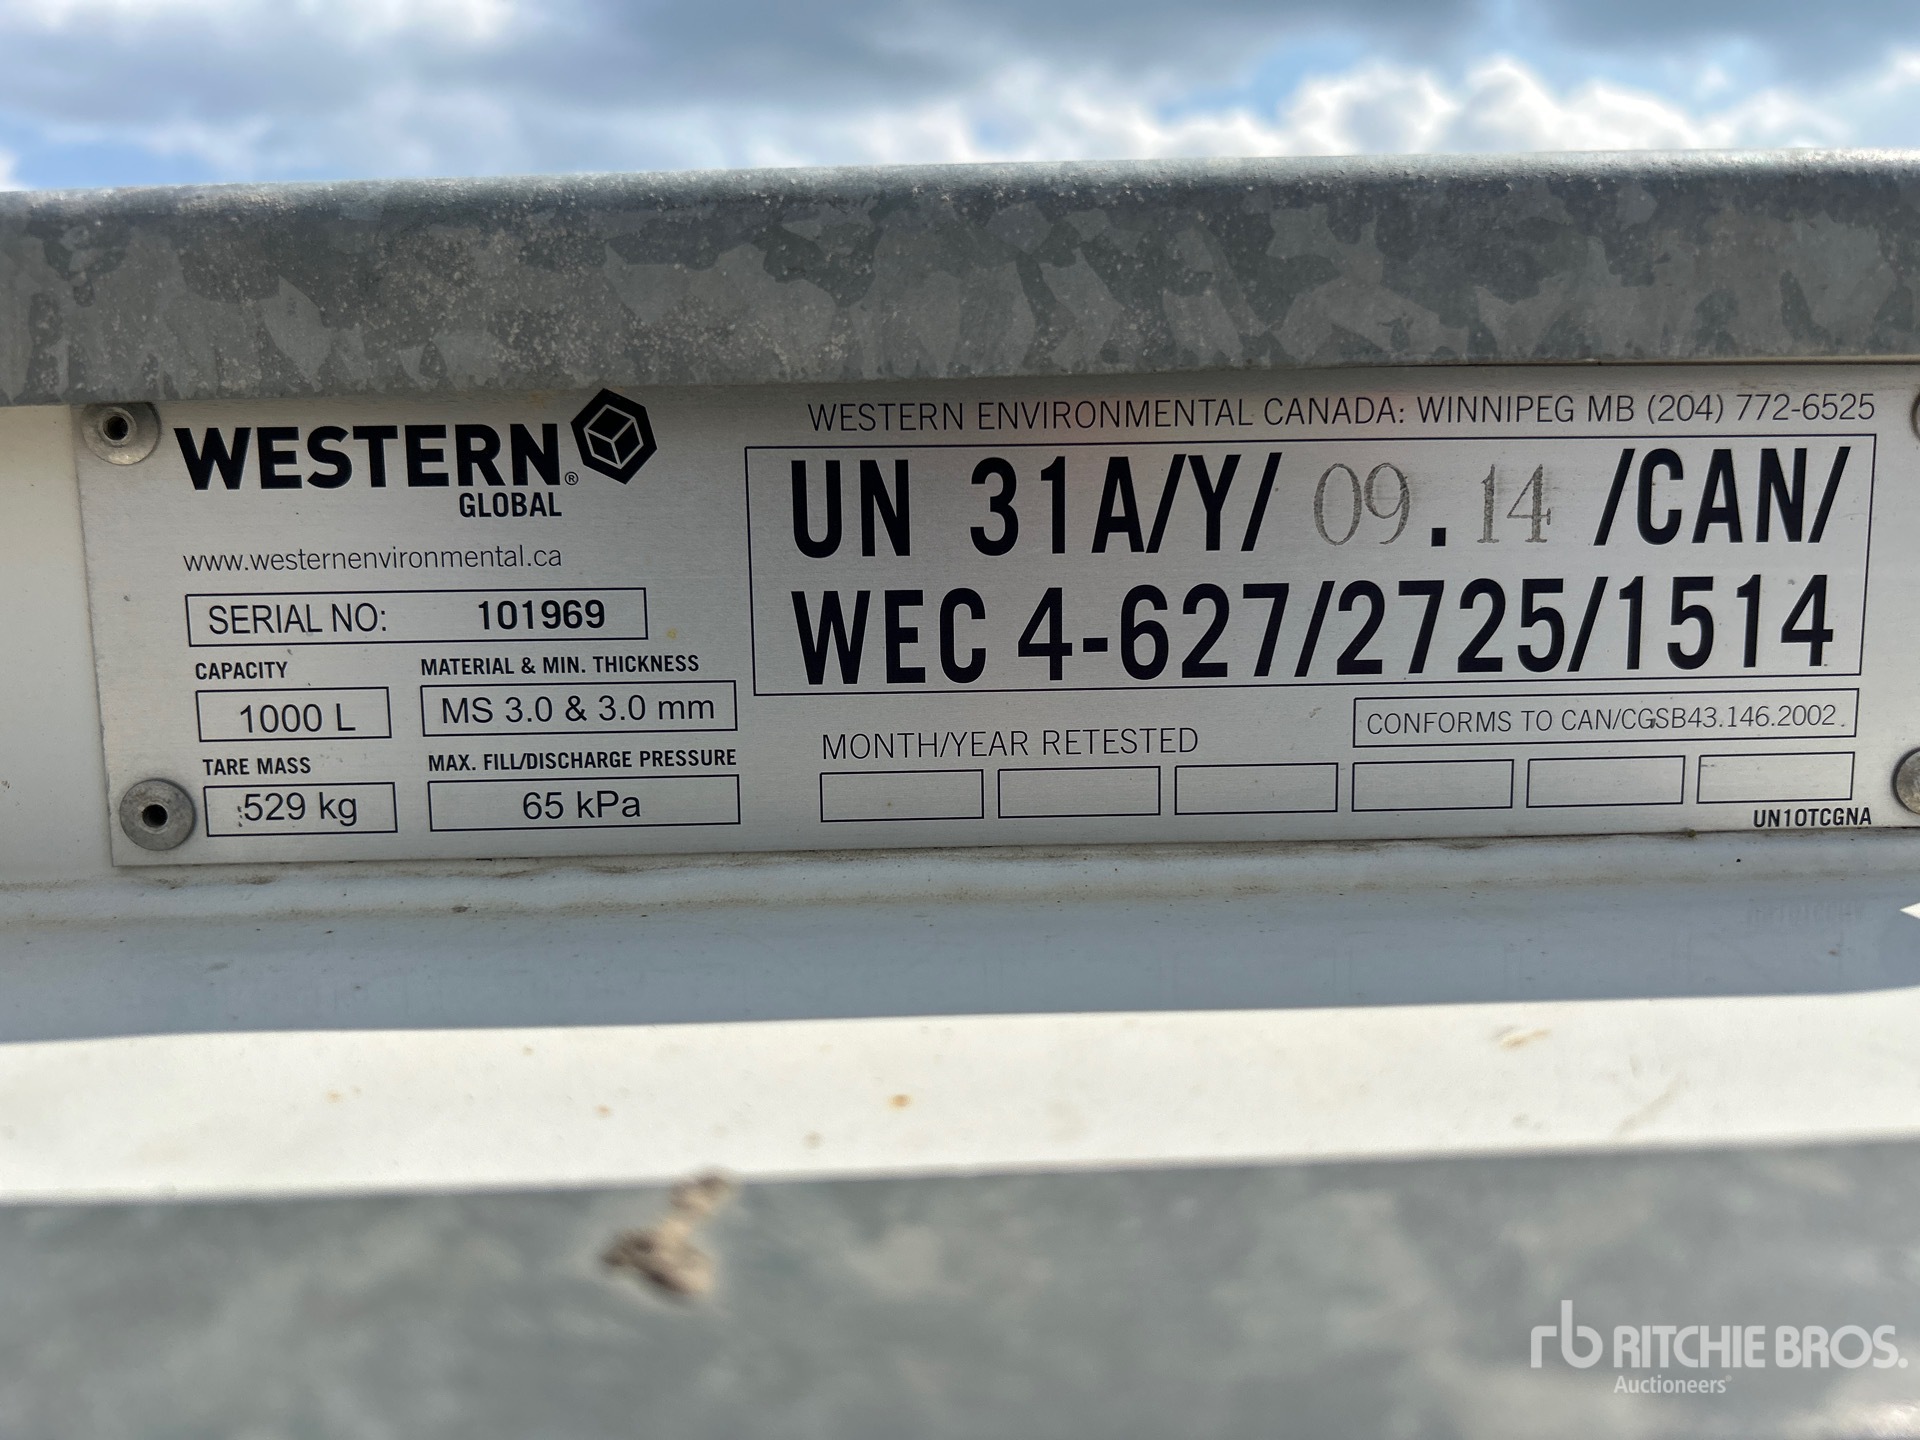 WESTERN®
GLOBAL
www.westernenvironmental.ca
SERIAL NO: 101969
CAPACITY
1000 L
MATERIAL & MIN. THICKNESS
MS 3.0 & 3.0 mm
TARE MASS
529 kg
MAX. FILL/DISCHARGE PRESSURE
65 kPa
WESTERN ENVIRONMENTAL CANADA: WINNIPEG MB (204) 772-6525
UN 31A/Y/ 09.14 /CAN/
WEC 4-627/2725/1514
CONFORMS TO CAN/CGSB43.146.2002
MONTH/YEAR RETESTED
UN10TCGNA
rb RITCHIE BROS.
Auctioneers